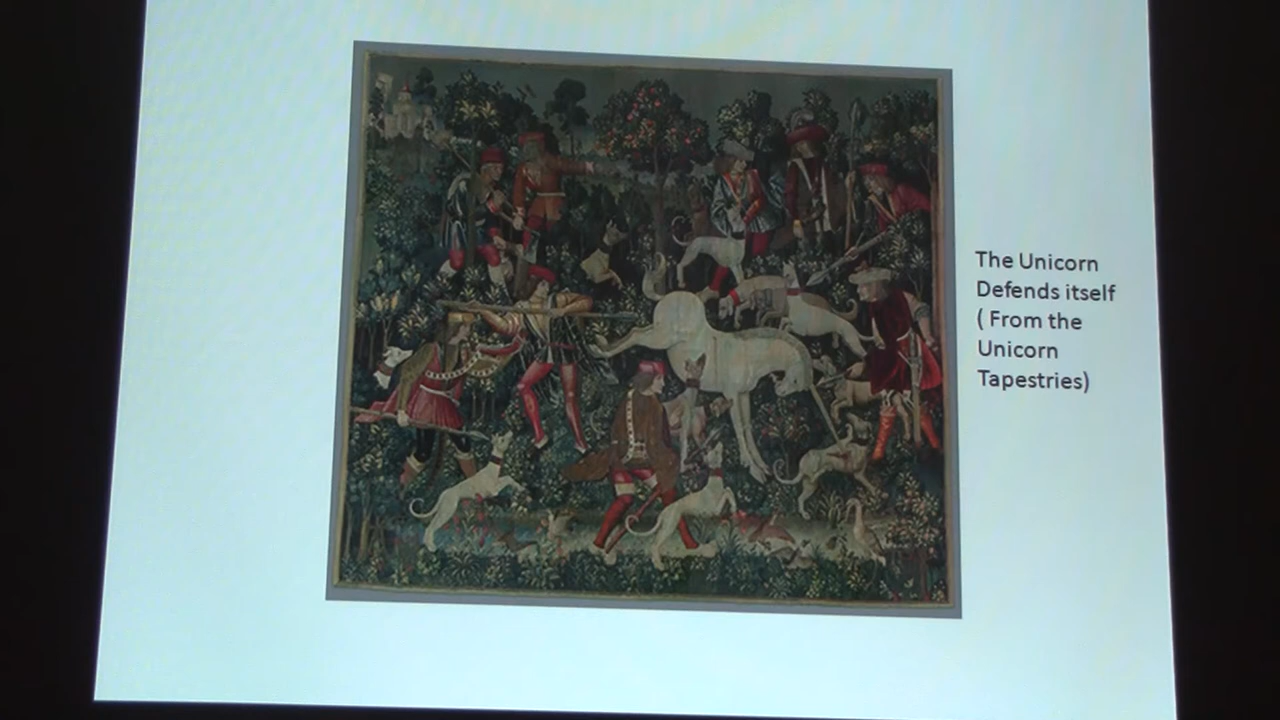 The Unicorn
Defends itself
( From the
Unicorn
Tapestries)